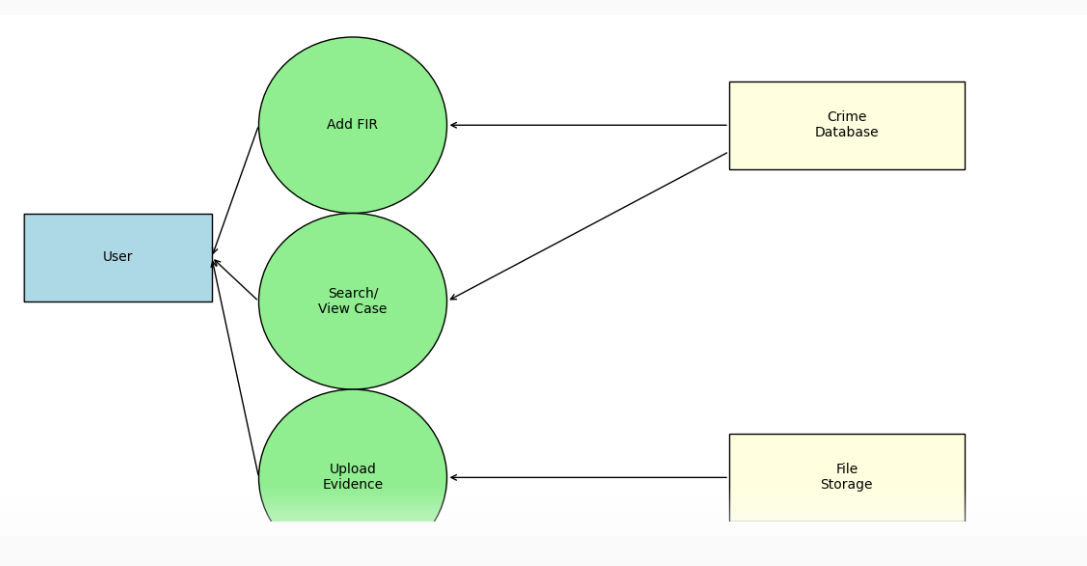 Add FIR
Crime
Database
User
Search/
View Case
Upload
Evidence
File
Storage